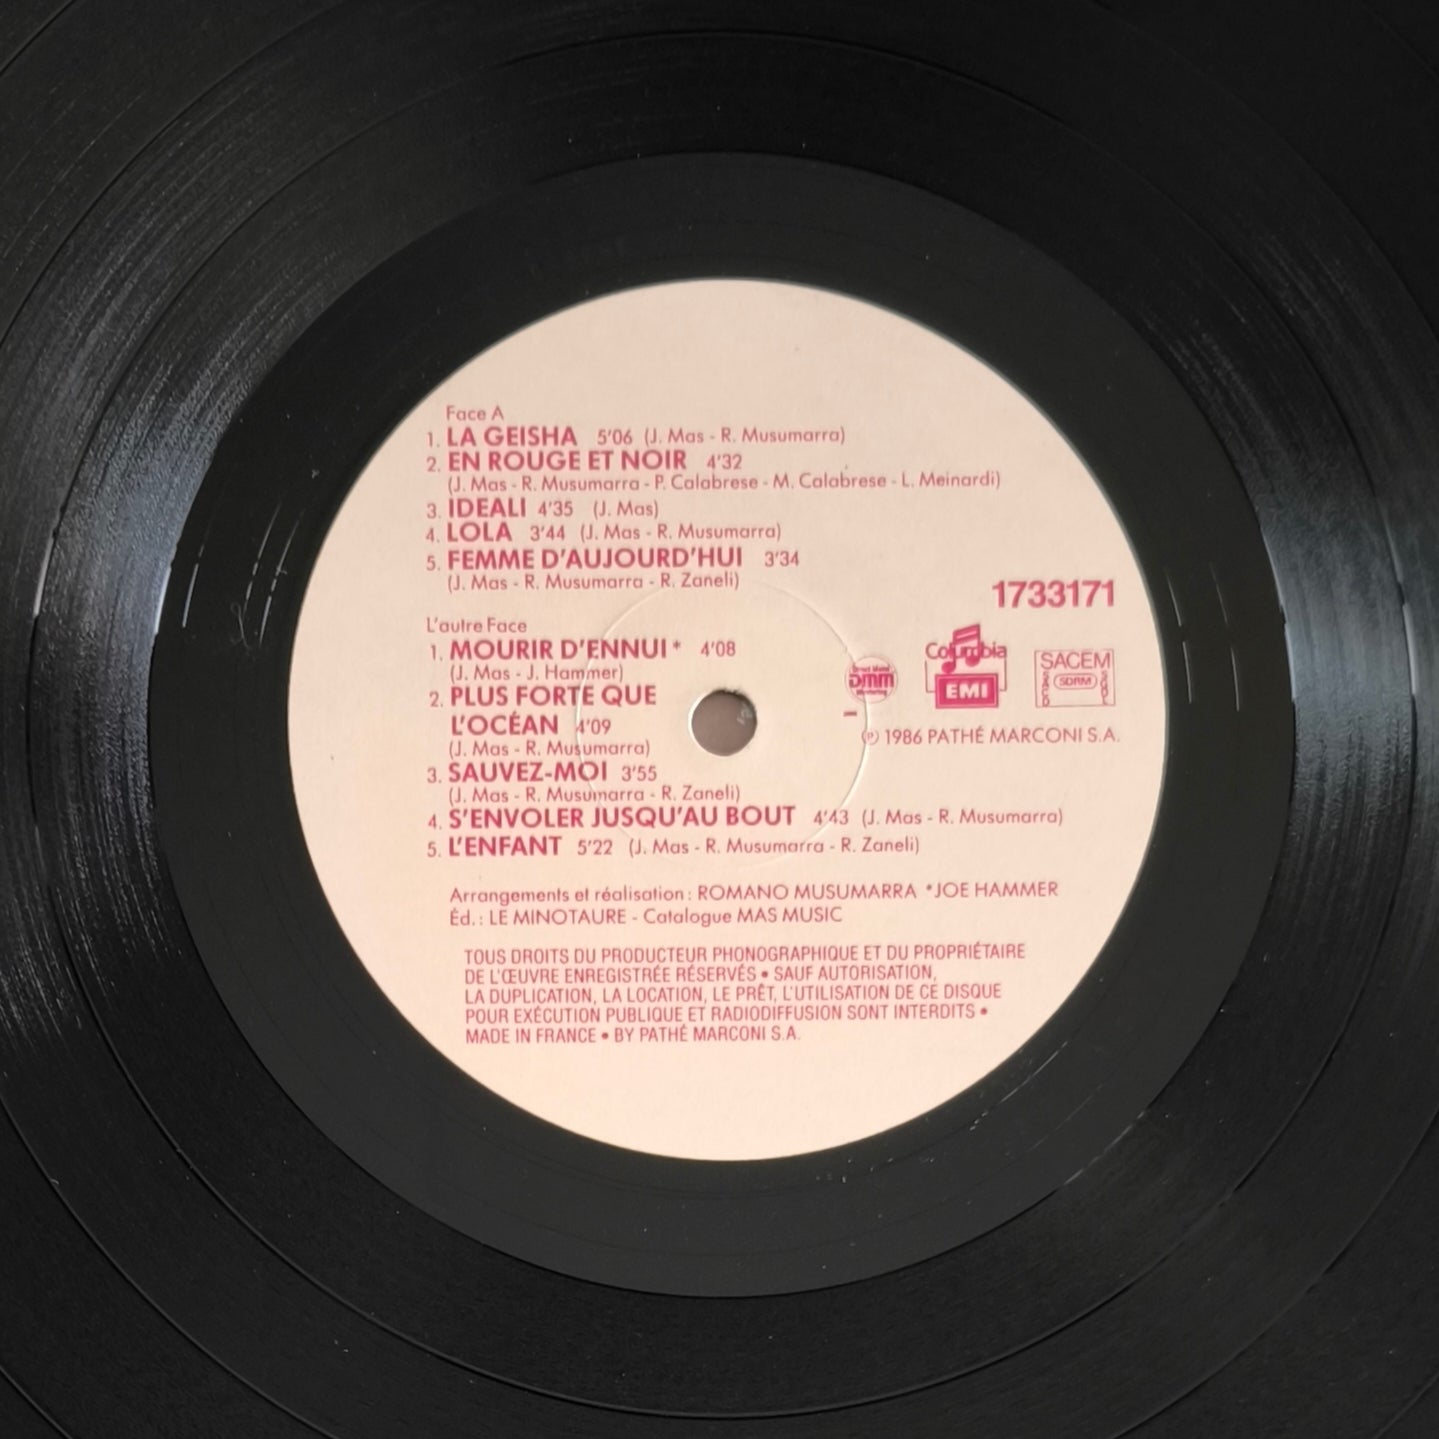 Face A
1. LA GEISHA 5'06 (J. Mas - R. Musumarra)
2. EN ROUGE ET NOIR 4'32
(J. Mas - R. Musumarra - P. Calabrese - M. Calabrese - L. Meinardi)
3. IDEALI 4'35 (J. Mas)
4. LOLA 3'44 (J. Mas - R. Musumarra)
5. FEMME D'AUJOURD'HUI 3'34
(J. Mas - R. Musumarra - R. Zaneli)
1733171
L'autre Face
1. MOURIR D'ENNUI * 4'08
(J. Mas - J. Hammer)
2. PLUS FORTE QUE
L'OCÉAN 4'09
(J. Mas - R. Musumarra)
3. SAUVEZ-MOI 3'55
(J. Mas - R. Musumarra - R. Zaneli)
4. S'ENVOLER JUSQU'AU BOUT 4'43 (J. Mas - R. Musumarra)
5. L'ENFANT 5'22 (J. Mas - R. Musumarra - R. Zaneli)
Direct Metal
DMM
Mastering
Columbia
EMI
SACEM
SDRM
SACD
SGDL
℗ 1986 PATHÉ MARCONI S.A.
Arrangements et réalisation : ROMANO MUSUMARRA *JOE HAMMER
Éd. : LE MINOTAURE - Catalogue MAS MUSIC
TOUS DROITS DU PRODUCTEUR PHONOGRAPHIQUE ET DU PROPRIÉTAIRE
DE L'ŒUVRE ENREGISTRÉE RÉSERVÉS • SAUF AUTORISATION,
LA DUPLICATION, LA LOCATION, LE PRÊT, L'UTILISATION DE CE DISQUE
POUR EXÉCUTION PUBLIQUE ET RADIODIFFUSION SONT INTERDITS •
MADE IN FRANCE • BY PATHÉ MARCONI S.A.